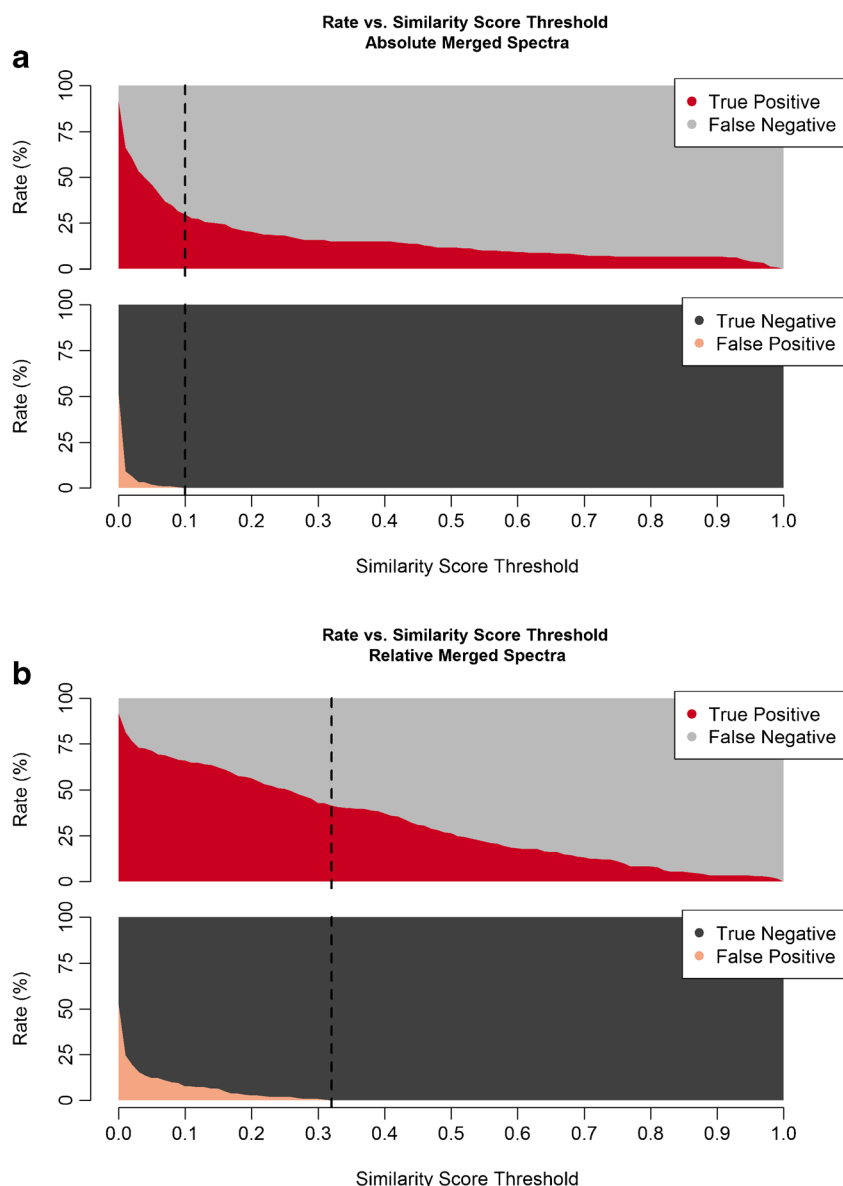 Rate vs. Similarity Score Threshold
Absolute Merged Spectra
a
Rate (%)
100
75
50
25
0
True Positive
False Negative
Rate (%)
100
75
50
25
0
True Negative
False Positive
0.0 0.1 0.2 0.3 0.4 0.5 0.6 0.7 0.8 0.9 1.0
Similarity Score Threshold
Rate vs. Similarity Score Threshold
Relative Merged Spectra
b
Rate (%)
100
75
50
25
0
True Positive
False Negative
Rate (%)
100
75
50
25
0
True Negative
False Positive
0.0 0.1 0.2 0.3 0.4 0.5 0.6 0.7 0.8 0.9 1.0
Similarity Score Threshold